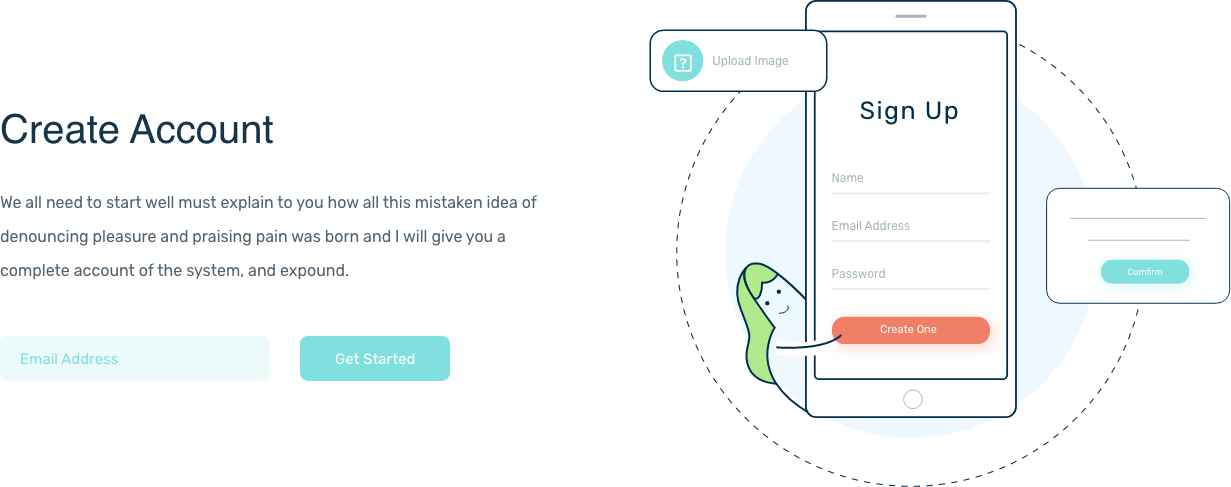 Create Account
We all need to start well must explain to you how all this mistaken idea of
denouncing pleasure and praising pain was born and I will give you a
complete account of the system, and expound.
Email Address
Get Started
Upload Image
Sign Up
Name
Email Address
Password
Create One
Comfirm